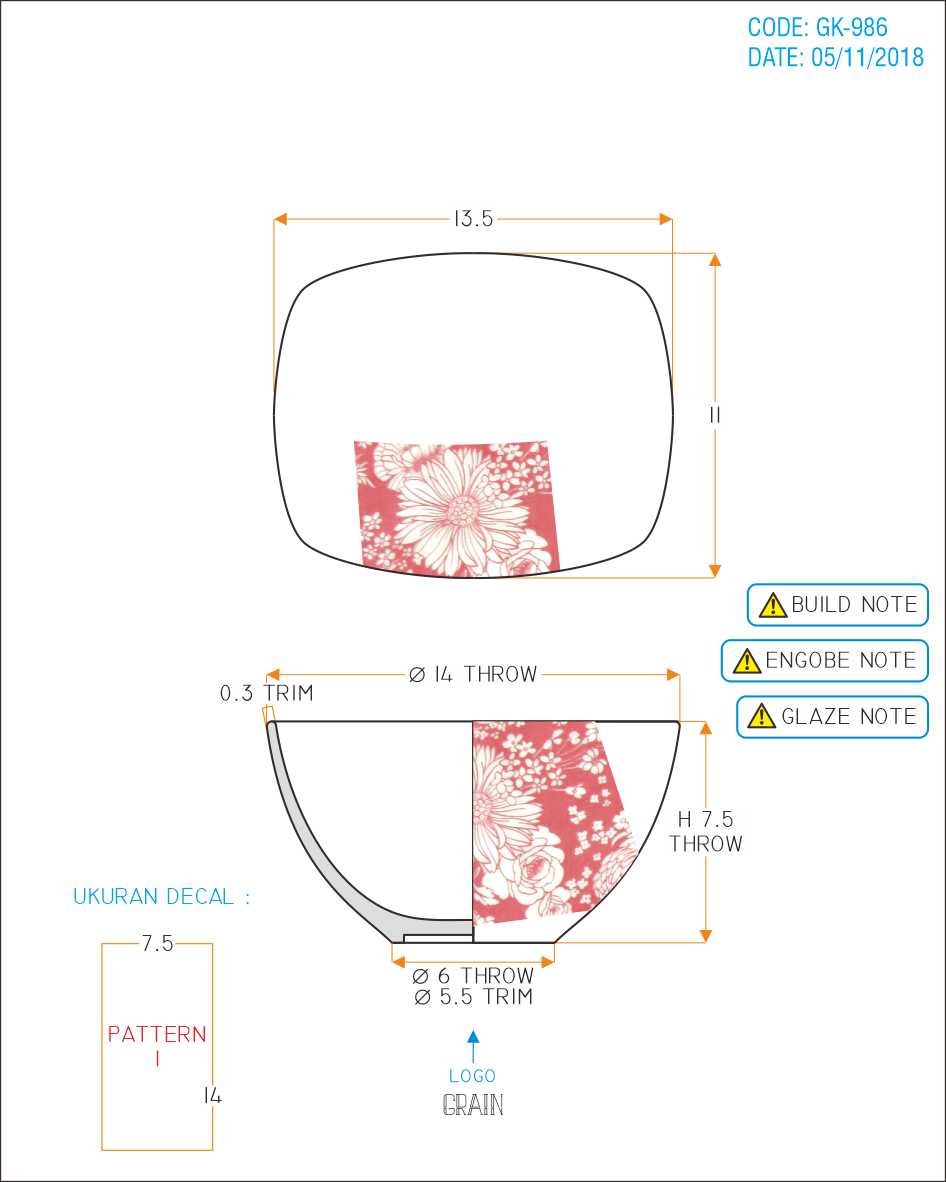 CODE: GK-986
DATE: 05/11/2018
13.5
11
BUILD NOTE
ENGOBE NOTE
GLAZE NOTE
Ø 14 THROW
0.3 TRIM
H 7.5
THROW
UKURAN DECAL :
7.5
PATTERN
1
14
Ø 6 THROW
Ø 5.5 TRIM
LOGO
GRAIN